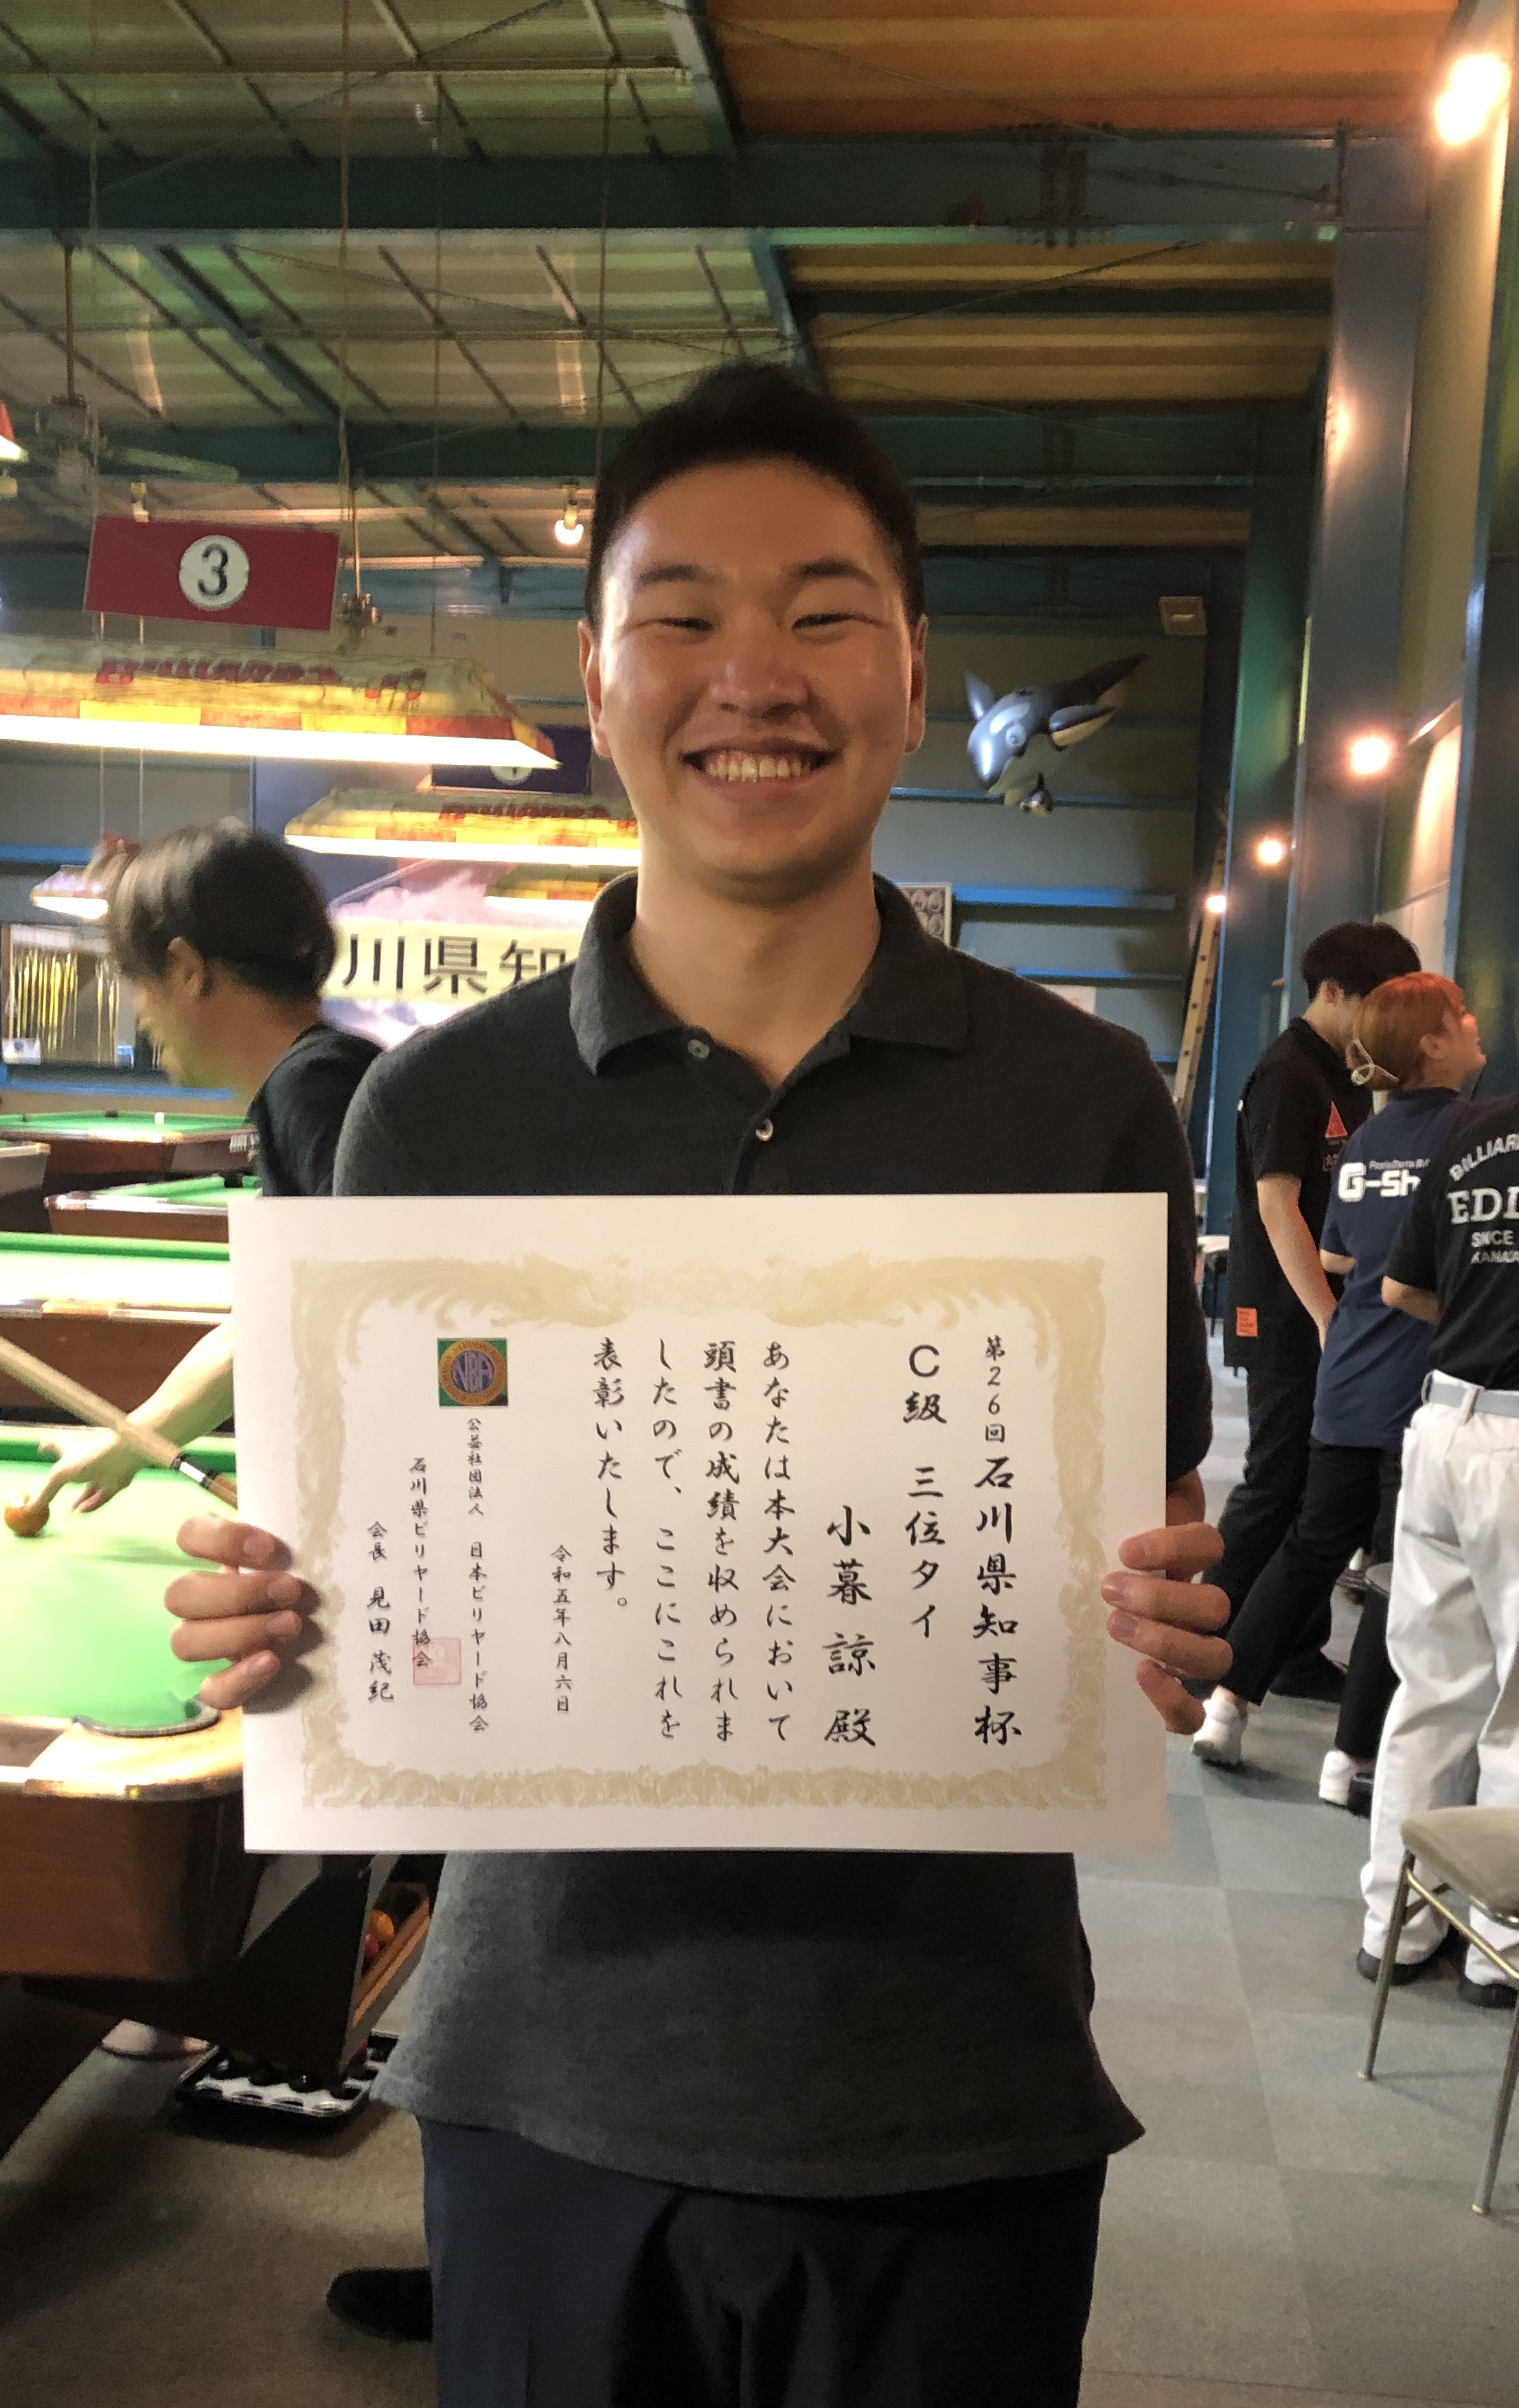 第26回石川県知事杯
C級 三位タイ
小暮 諒 殿
あなたは本大会において
頭書の成績を収められま
したので、ここにこれを
表彰いたします。
令和五年八月六日
公益社団法人 日本ビリヤード協会
石川県ビリヤード協会
会長 見田 茂紀
3
川県知
G-Sh
BILLIAR
EDD
SINCE
KANAZA